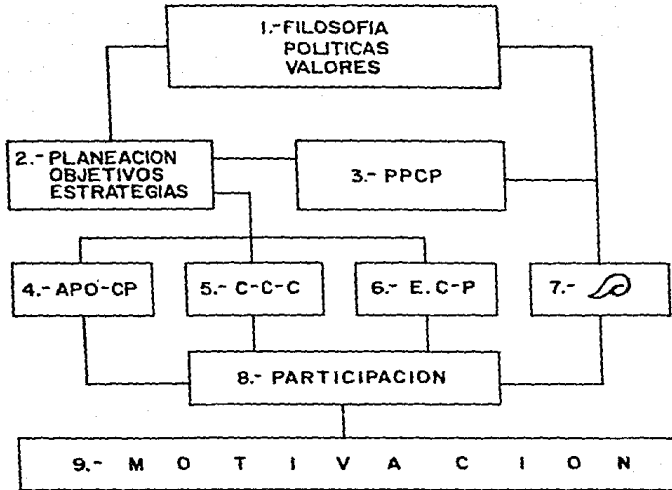 1.-FILOSOFIA
POLITICAS
VALORES
2.- PLANEACION
OBJETIVOS
ESTRATEGIAS
3.- PPCP
4.-APO-CP
5.- C-C-C
6.- E.C-P
7.-
8.- PARTICIPACION
9.- M O T I V A C I O N